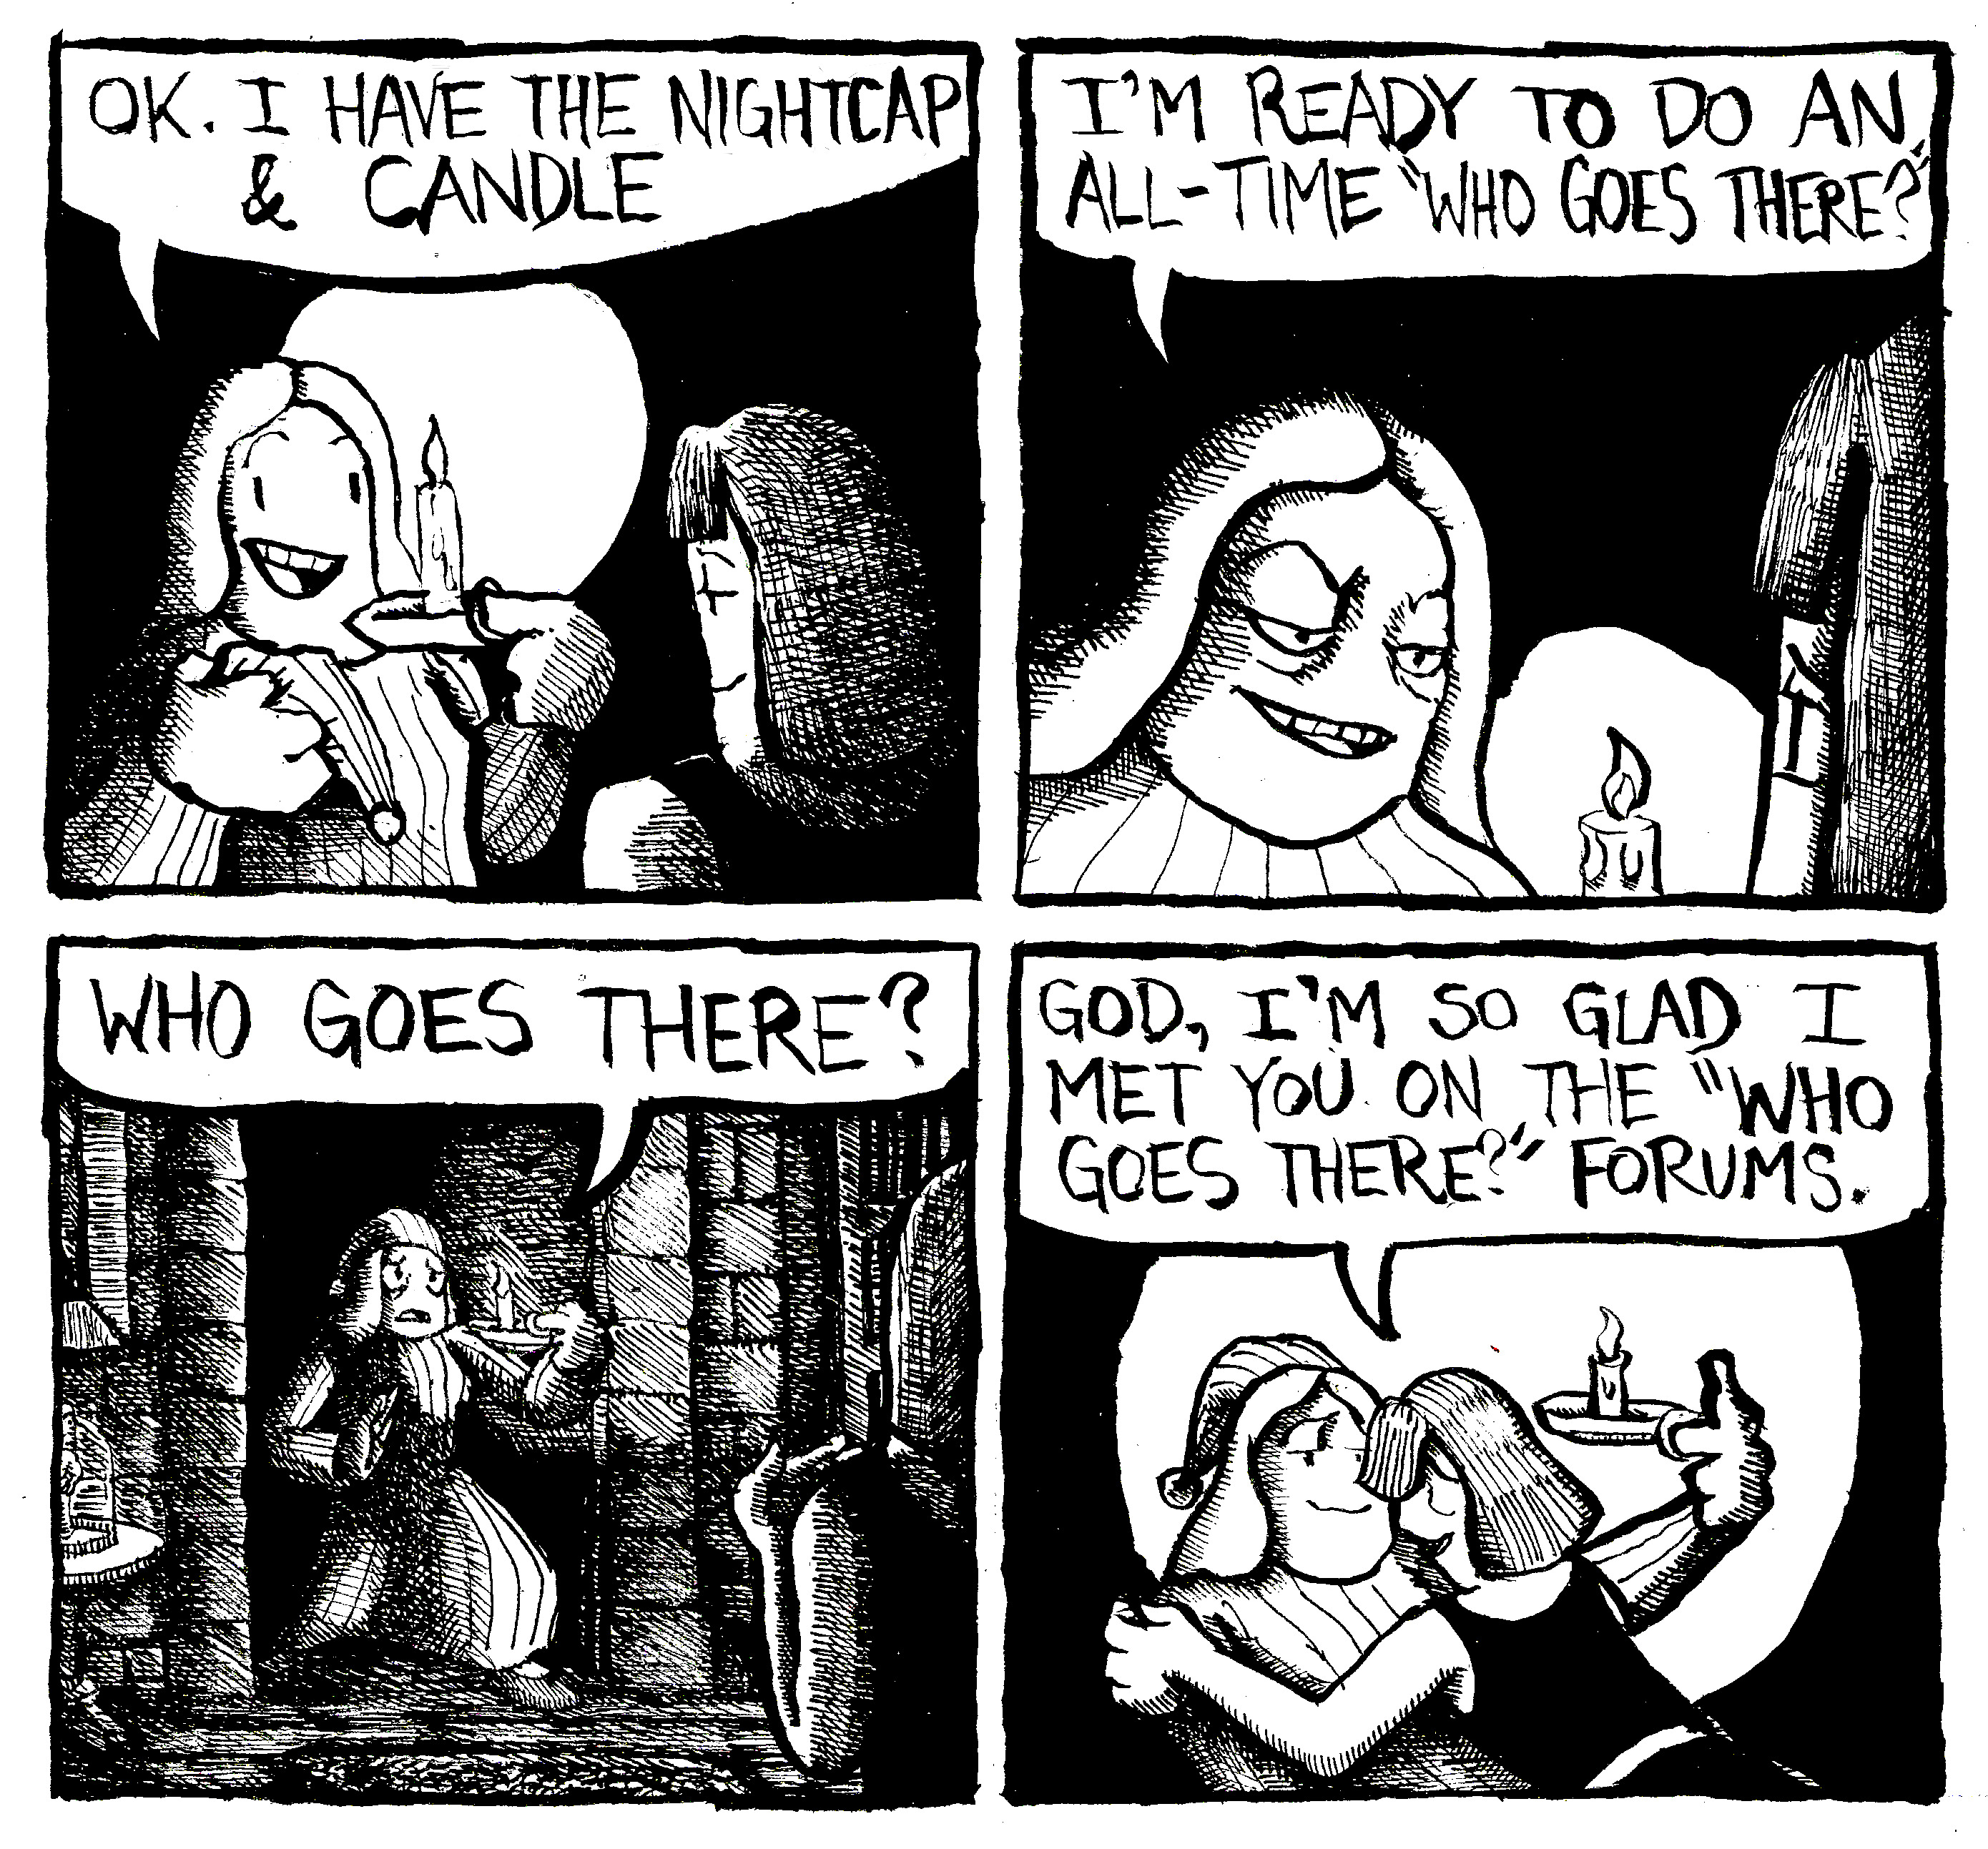 OK. I HAVE THE NIGHTCAP
& CANDLE
I'M READY TO DO AN
ALL-TIME "WHO GOES THERE?"
WHO GOES THERE?
GOD, I'M SO GLAD I
MET YOU ON THE "WHO
GOES THERE?" FORUMS.